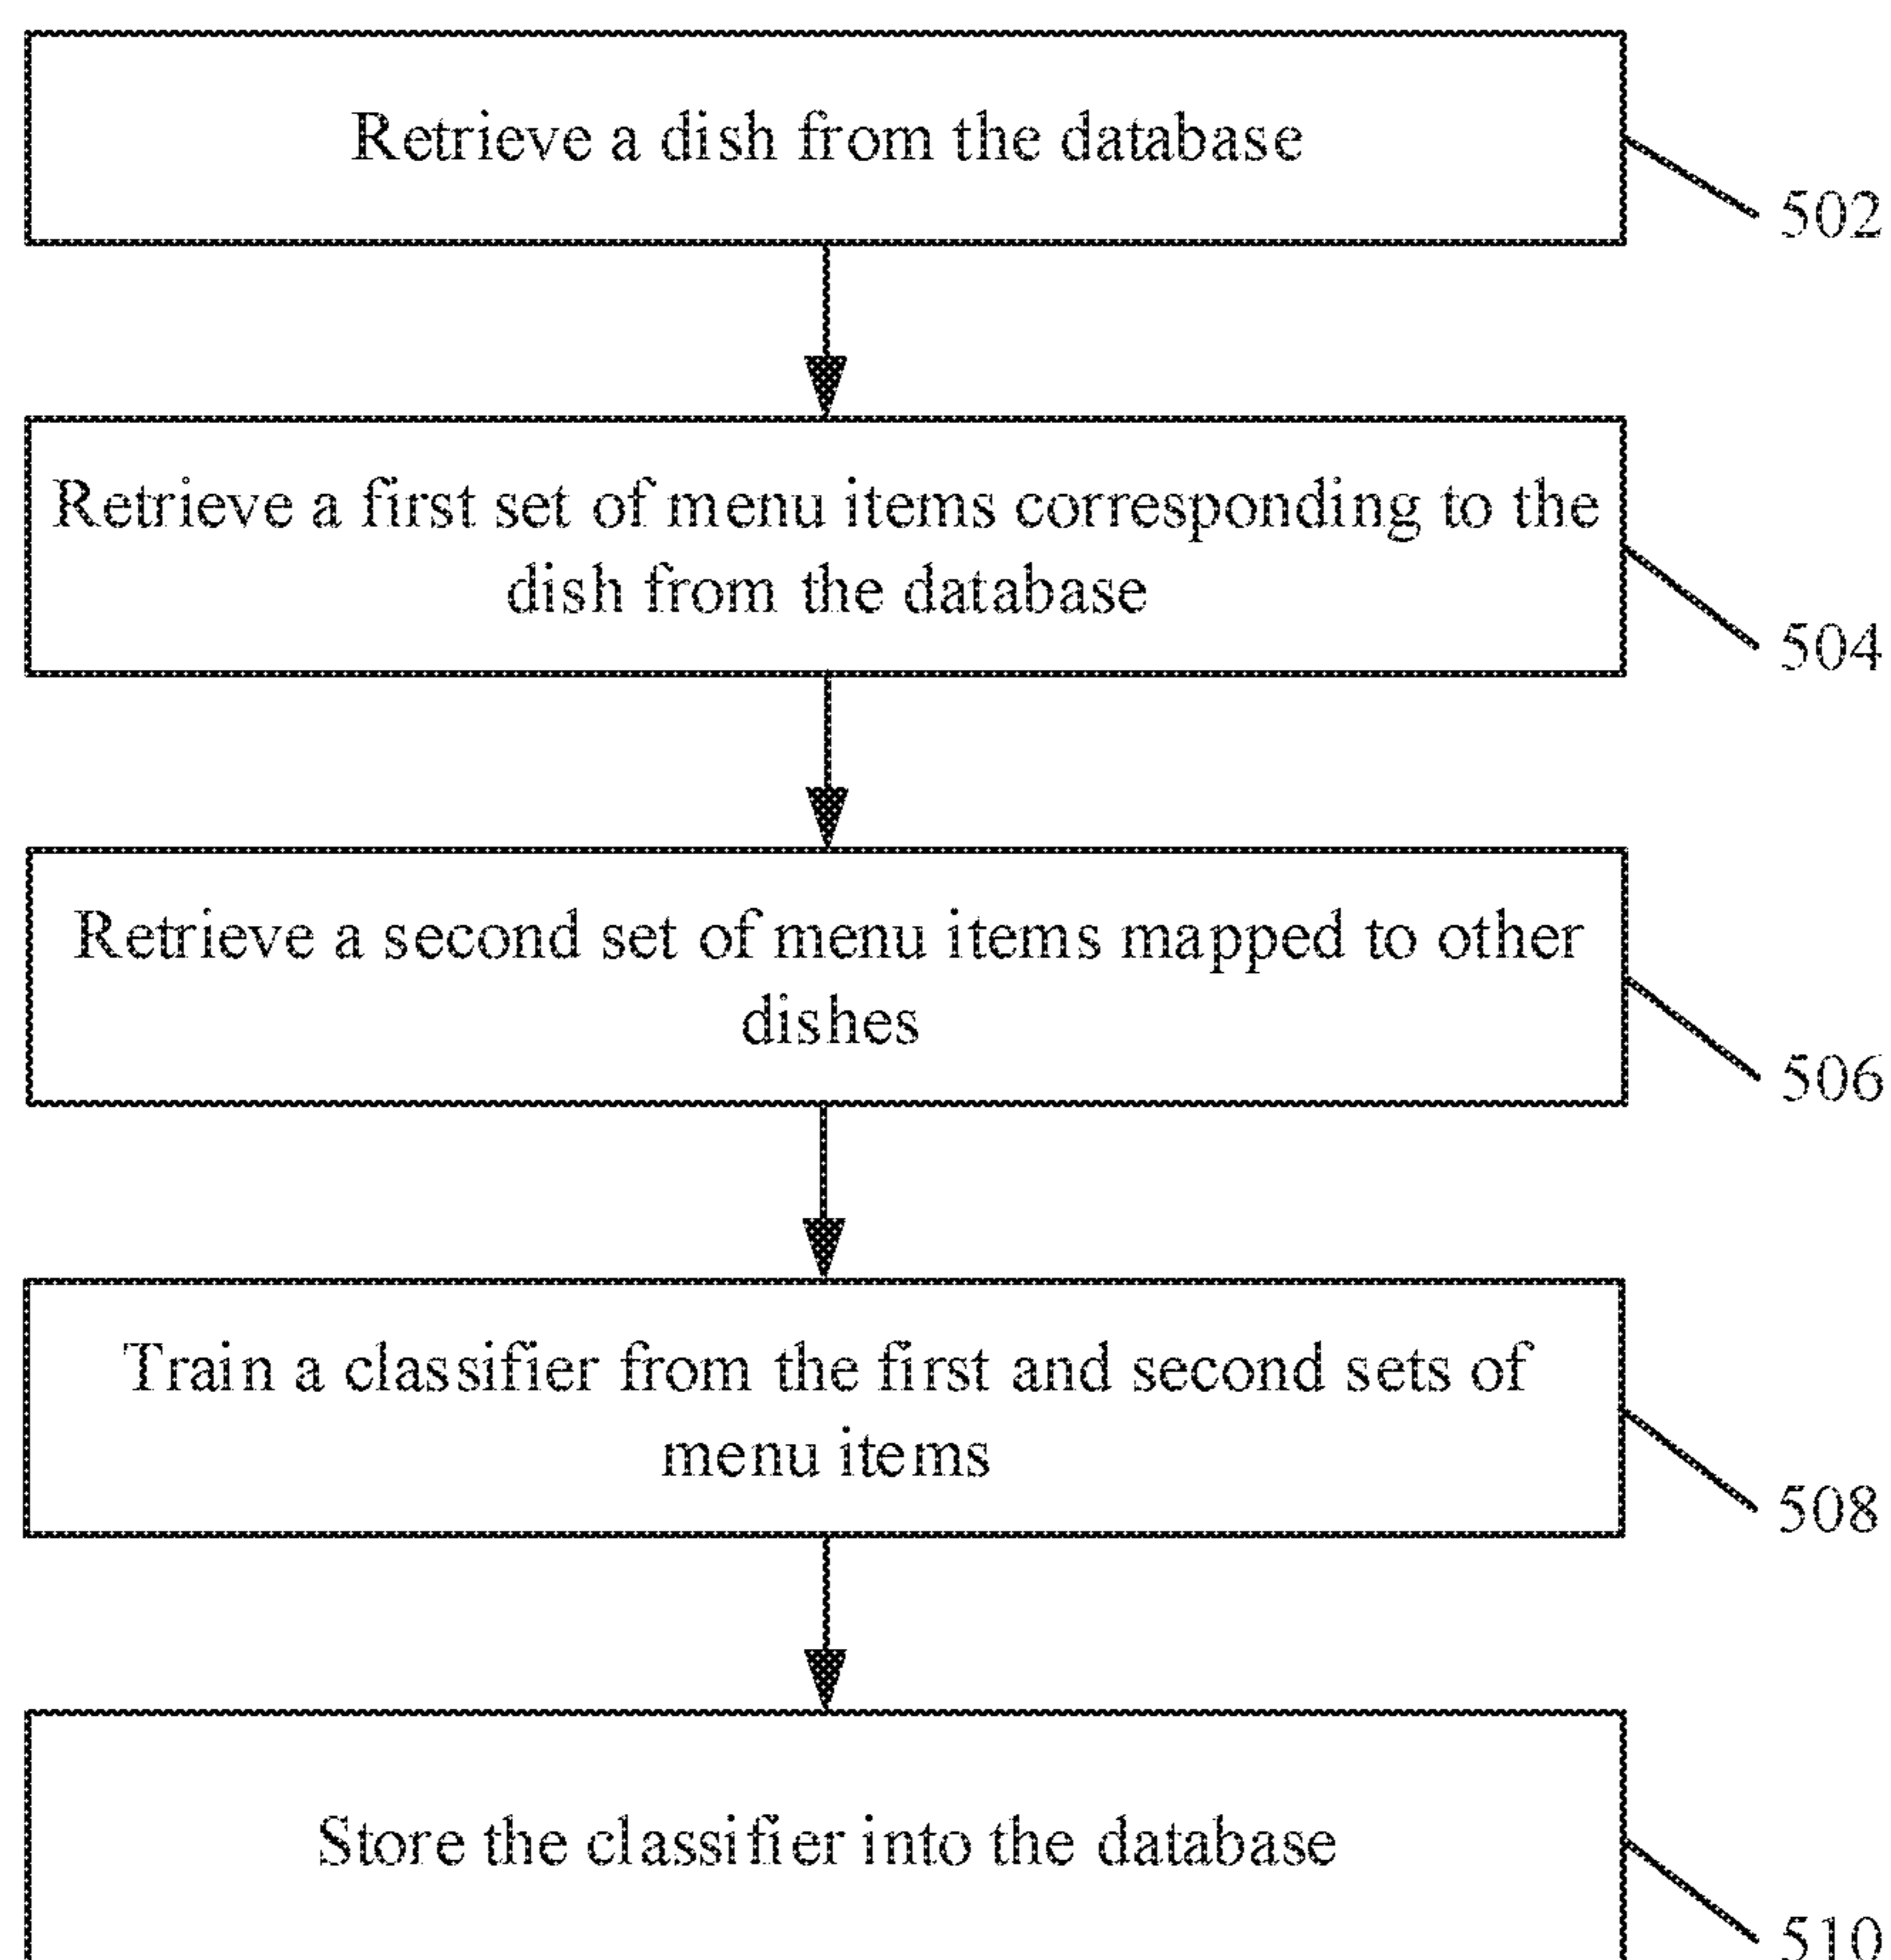 Retrieve a dish from the database
502
Retrieve a first set of menu items corresponding to the
dish from the database
504
Retrieve a second set of menu items mapped to other
dishes
506
Train a classifier from the first and second sets of
menu items
508
Store the classifier into the database
510